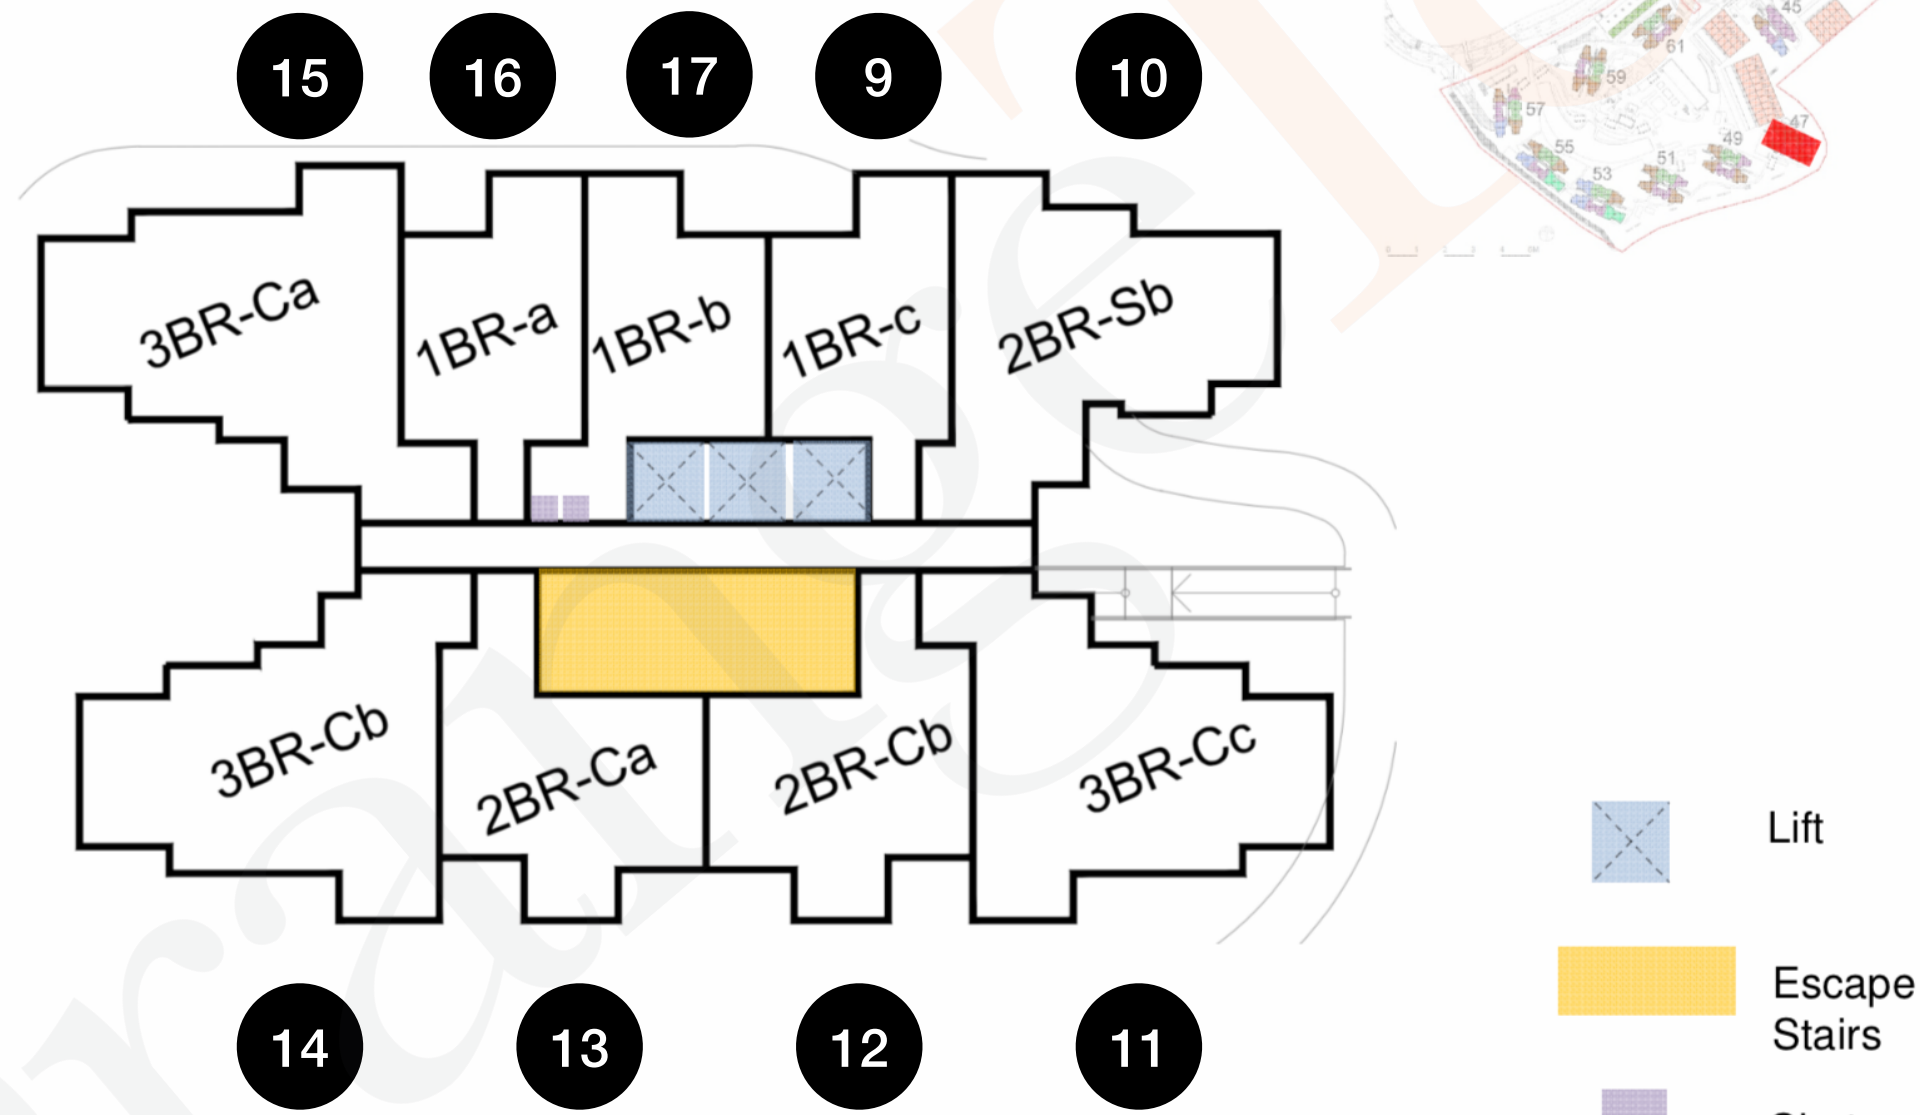 15 16 17 9 10
45
61
59
57
47
49
55
51
53
3BR-Ca
1BR-a
1BR-b
1BR-c
2BR-Sb
3BR-Cb
2BR-Ca
2BR-Cb
3BR-Cc
Lift
Escape
Stairs
14 13 12 11